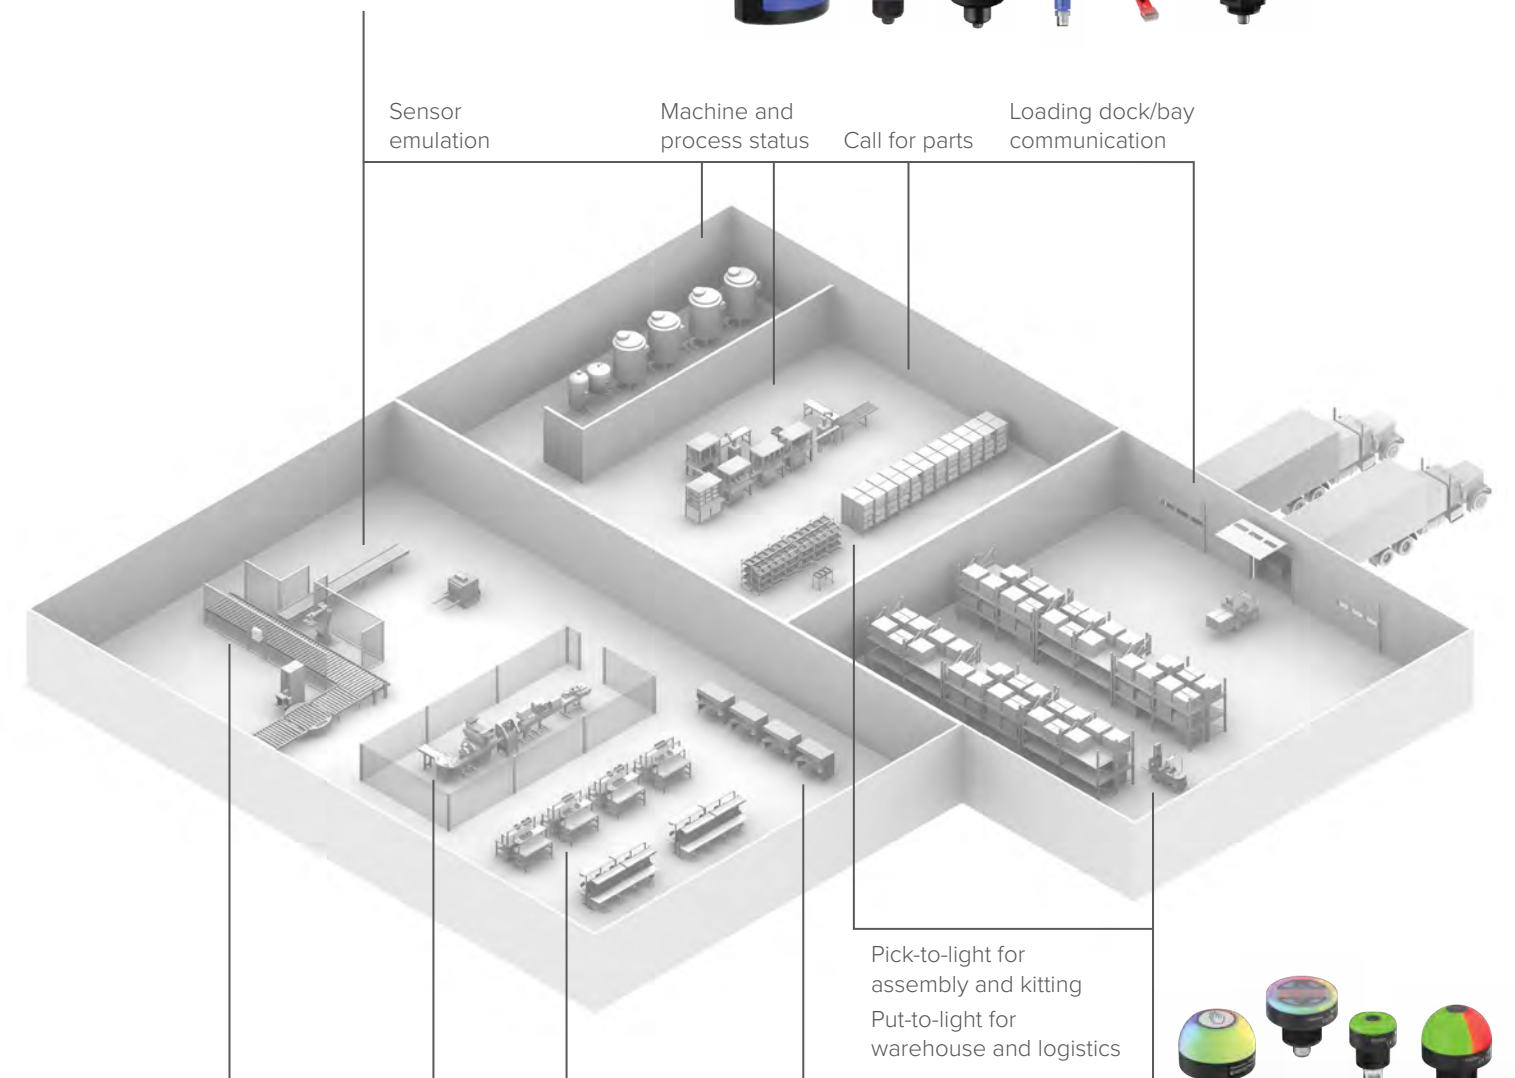 Sensor
emulation
Machine and
process status
Call for parts
Loading dock/bay
communication
Pick-to-light for
assembly and kitting
Put-to-light for
warehouse and logistics